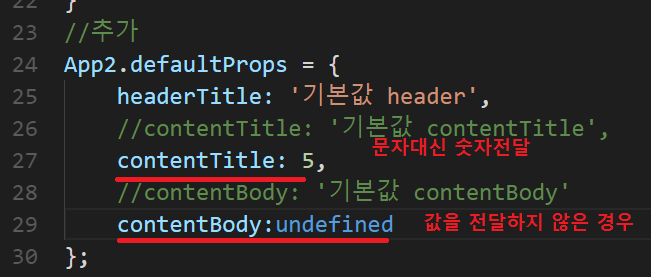 22 }
23 //추가
24 App2.defaultProps = {
25 headerTitle: '기본값 header',
26 //contentTitle: '기본값 contentTitle',
27 contentTitle: 5, 문자대신 숫자전달
28 //contentBody: '기본값 contentBody'
29 contentBody:undefined 값을 전달하지 않은 경우
30 };